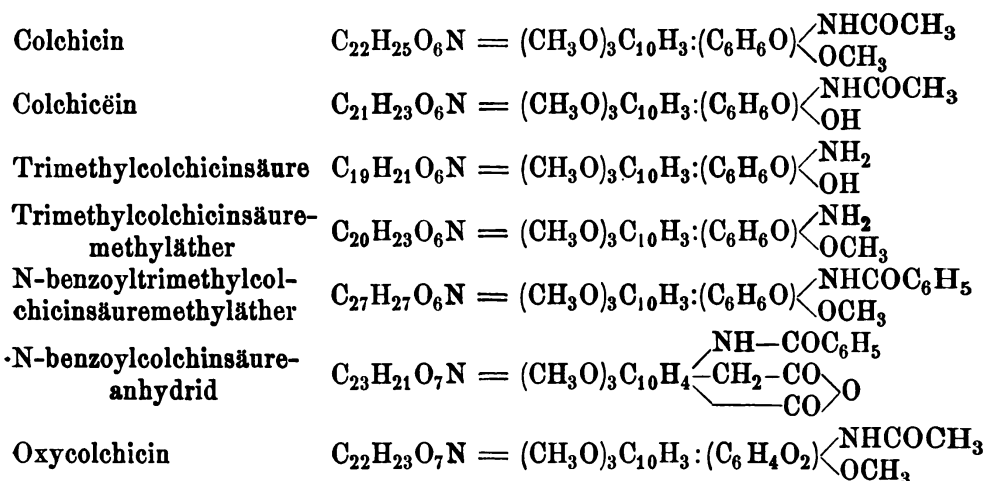 Colchicin C₂₂H₂₅O₆N = (CH₃O)₃C₁₀H₃:(C₆H₆O)<NHCOCH₃
OCH₃
Colchicëin C₂₁H₂₃O₆N = (CH₃O)₃C₁₀H₃:(C₆H₆O)<NHCOCH₃
OH
Trimethylcolchicinsäure C₁₉H₂₁O₆N = (CH₃O)₃C₁₀H₃:(C₆H₆O)<NH₂
OH
Trimethylcolchicinsäure-
methyläther C₂₀H₂₃O₆N = (CH₃O)₃C₁₀H₃:(C₆H₆O)<NH₂
OCH₃
N-benzoyltrimethylcol-
chicinsäuremethyläther C₂₇H₂₇O₆N = (CH₃O)₃C₁₀H₃:(C₆H₆O)<NHCOC₆H₅
OCH₃
N-benzoylcolchinsäure-
anhydrid C₂₃H₂₁O₇N = (CH₃O)₃C₁₀H₄
NH—COC₆H₅
CH₂—CO
CO>O
Oxycolchicin C₂₂H₂₃O₇N = (CH₃O)₃C₁₀H₃:(C₆H₄O₂)<NHCOCH₃
OCH₃